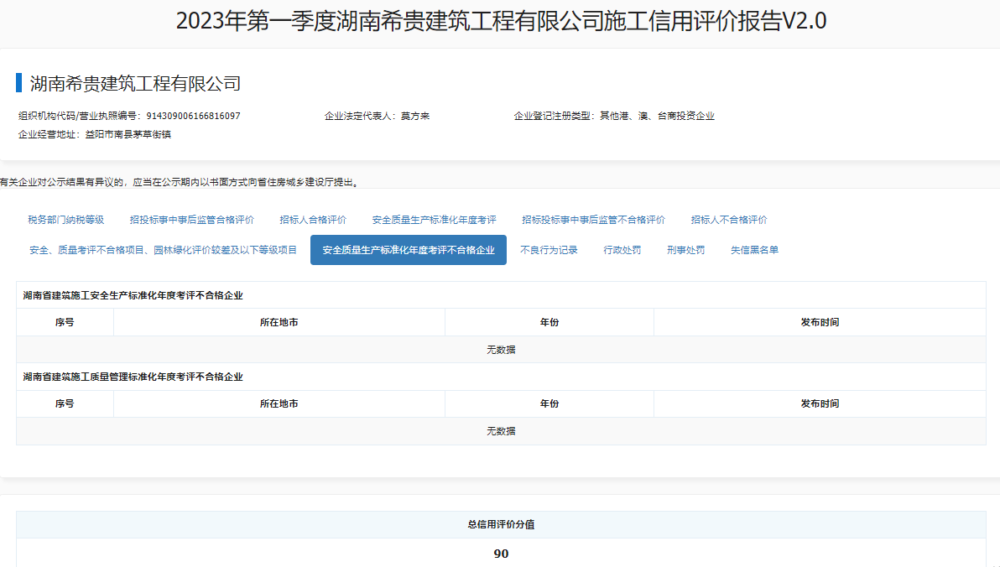 2023年第一季度湖南希贵建筑工程有限公司施工信用评价报告V2.0
湖南希贵建筑工程有限公司
组织机构代码/营业执照编号：914309006166816097 企业法定代表人：莫方来 企业登记注册类型：其他港、澳、台商投资企业
企业经营地址：益阳市南县茅草街镇
有关企业对公示结果有异议的，应当在公示期内以书面方式向省住房城乡建设厅提出。
税务部门纳税等级 招投标事中事后监管合格评价 招标人合格评价 安全质量生产标准化年度考评 招标投标事中事后监管不合格评价 招标人不合格评价
安全、质量考评不合格项目、园林绿化评价较差及以下等级项目 安全质量生产标准化年度考评不合格企业 不良行为记录 行政处罚 刑事处罚 失信黑名单
湖南省建筑施工安全生产标准化年度考评不合格企业
序号 所在地市 年份 发布时间
无数据
湖南省建筑施工质量管理标准化年度考评不合格企业
序号 所在地市 年份 发布时间
无数据
总信用评价分值
90